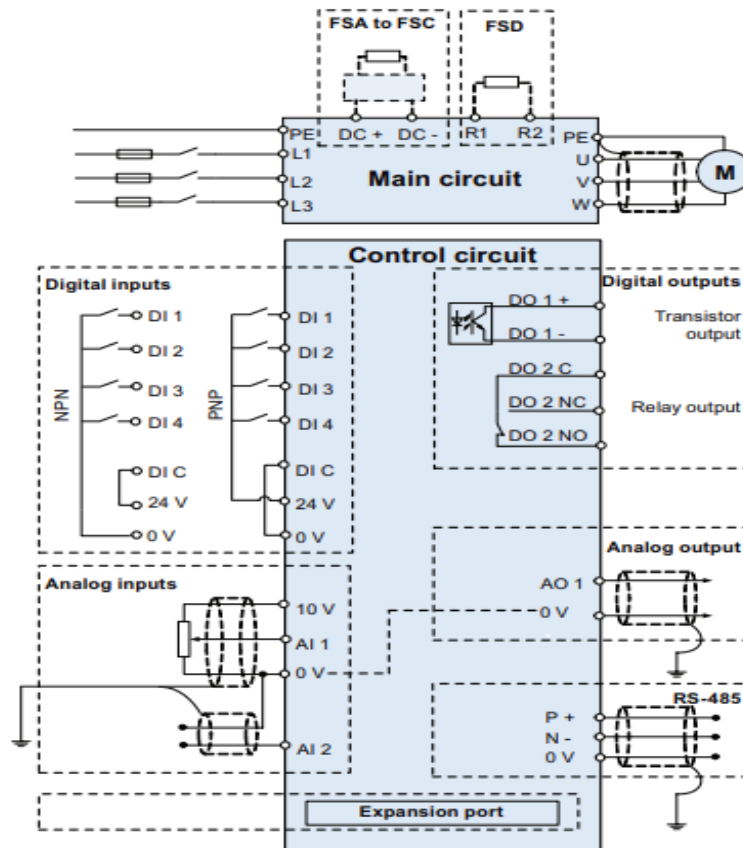 FSA to FSC
FSD
PE DC + DC - R1 R2 PE
L1
U
L2
Main circuit
V
M
L3
W
Control circuit
Digital inputs
NPN
DI 1
DI 2
DI 3
DI 4
DI C
24 V
0 V
PNP
DI 1
DI 2
DI 3
DI 4
DI C
24 V
0 V
Digital outputs
DO 1 +
DO 1 -
Transistor
output
DO 2 C
DO 2 NC
DO 2 NO
Relay output
Analog output
AO 1
0 V
Analog inputs
10 V
AI 1
0 V
AI 2
RS-485
P +
N -
0 V
Expansion port